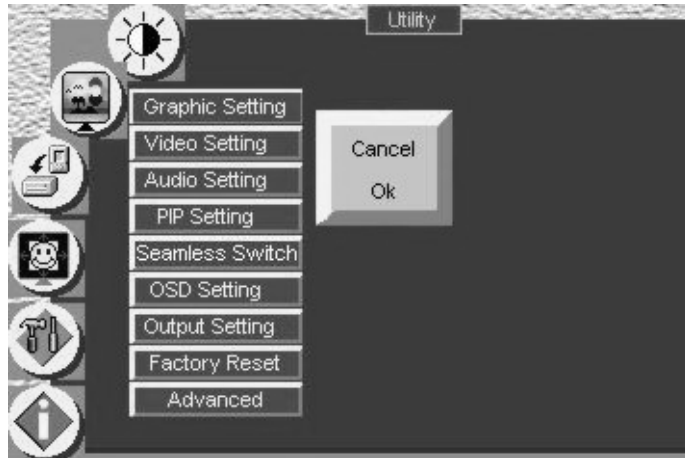 Utility
Graphic Setting
Video Setting
Audio Setting
PIP Setting
Seamless Switch
OSD Setting
Output Setting
Factory Reset
Advanced
Cancel
Ok